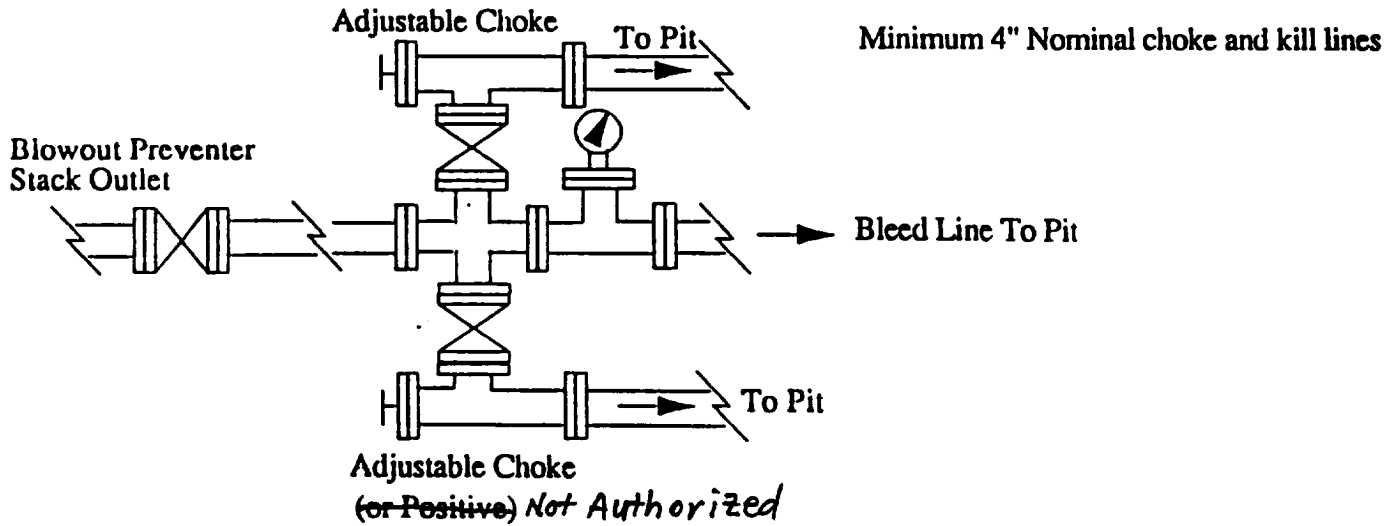 Adjustable Choke
To Pit
Minimum 4" Nominal choke and kill lines
Blowout Preventer
Stack Outlet
Bleed Line To Pit
To Pit
Adjustable Choke
(or Positive) Not Authorized